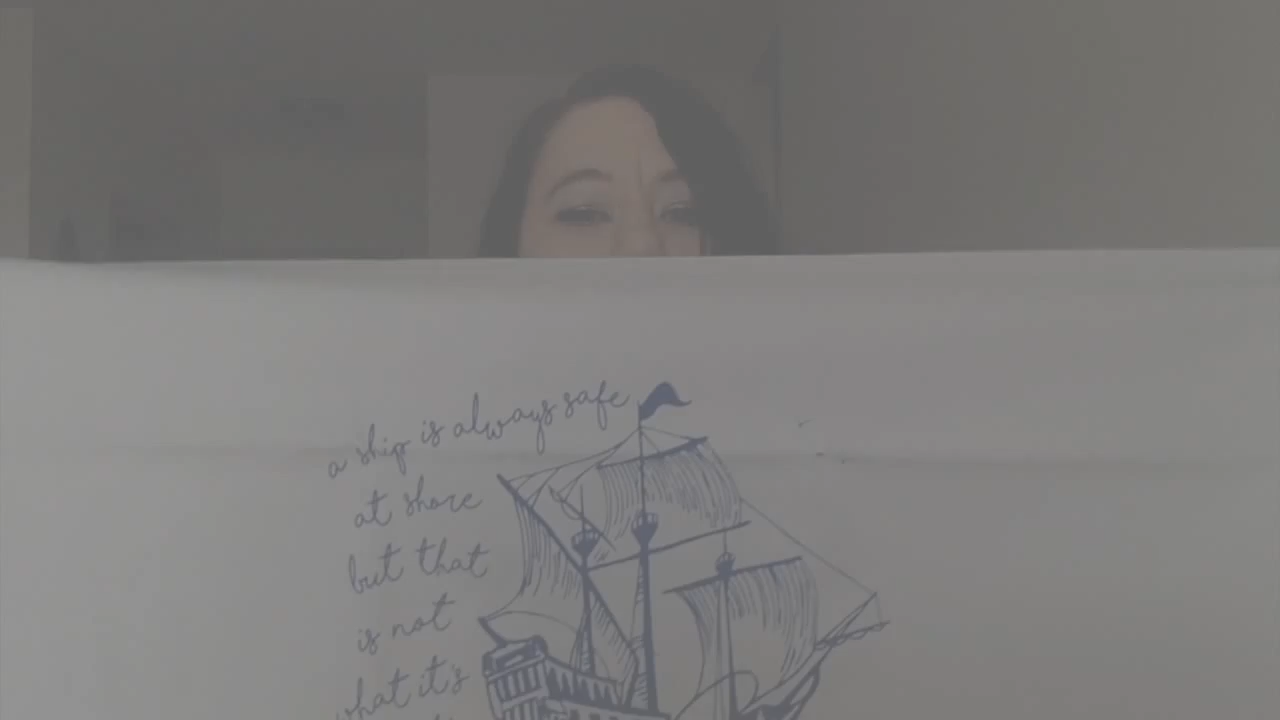 a ship is always safe
at shore
but that
is not
what it's